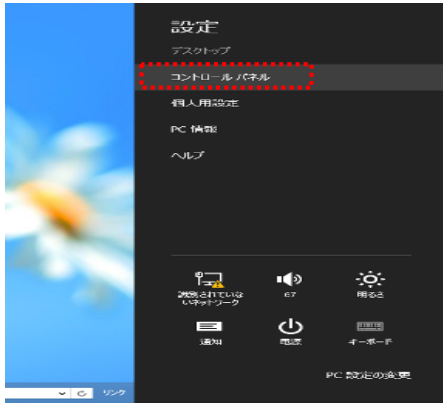 設定
デスクトップ
コントロール パネル
個人用設定
PC 情報
ヘルプ
識別されていな
いネットワーク
67
明るさ
通知
電源
キーボード
PC 設定の変更
リンク